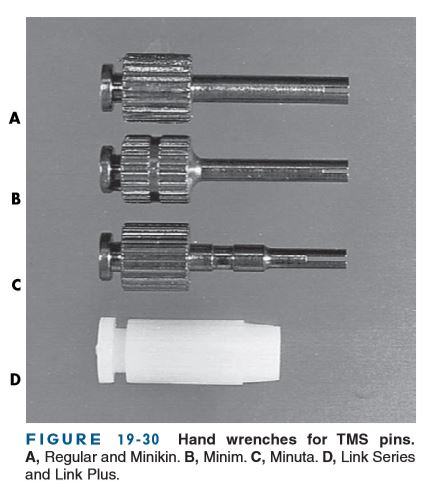 A
B
C
D
FIGURE 19-30 Hand wrenches for TMS pins.
A, Regular and Minikin. B, Minim. C, Minuta. D, Link Series
and Link Plus.